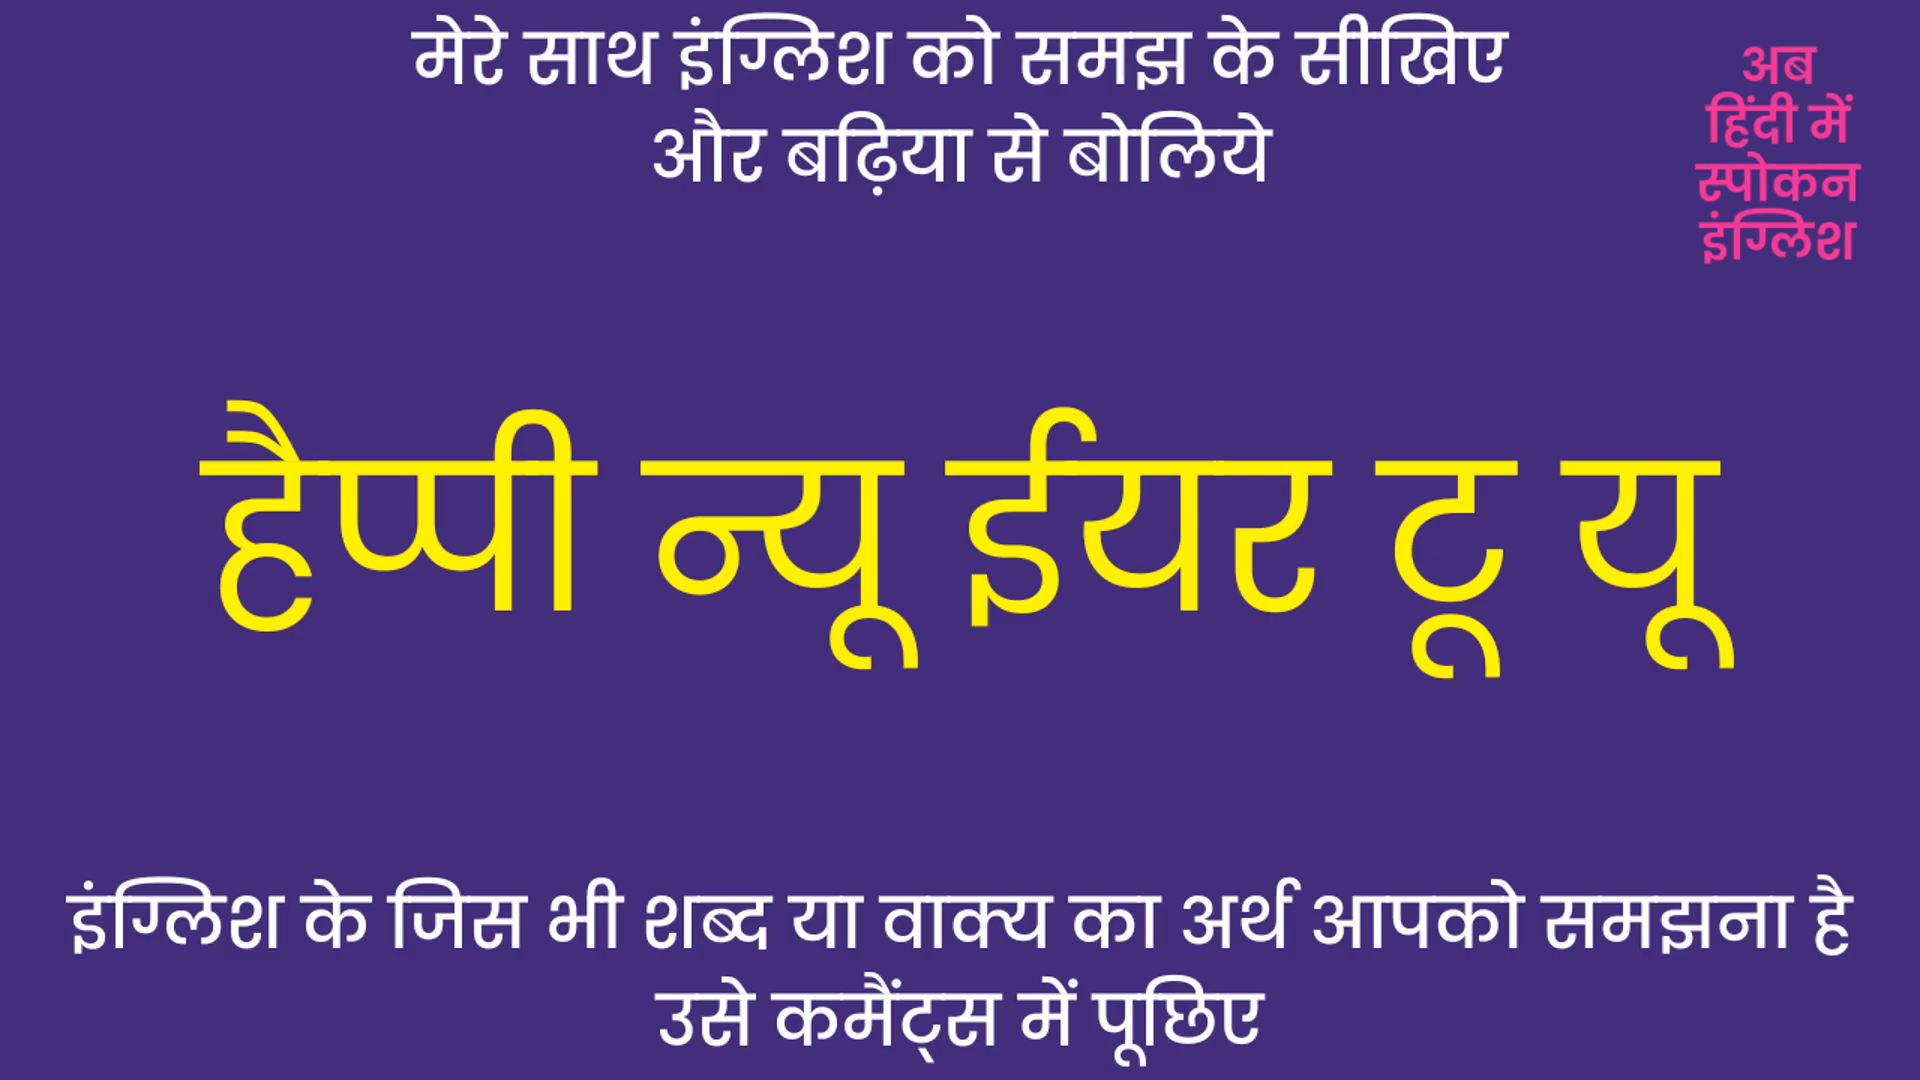 मेरे साथ इंग्लिश को समझ के सीखिए
और बढ़िया से बोलिये
अब
हिंदी में
स्पोकन
इंग्लिश
हैप्पी न्यू ईयर टू यू
इंग्लिश के जिस भी शब्द या वाक्य का अर्थ आपको समझना है
उसे कमैंट्स में पूछिए